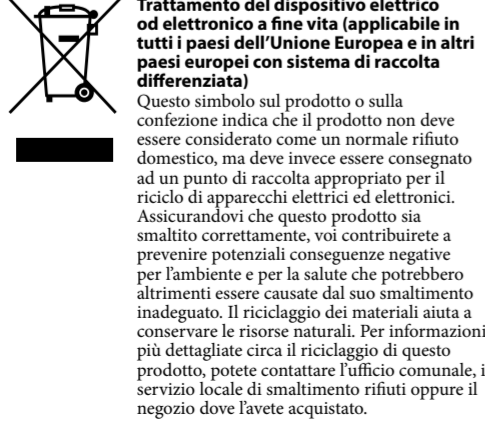 Trattamento del dispositivo elettrico
od elettronico a fine vita (applicabile in
tutti i paesi dell'Unione Europea e in altri
paesi europei con sistema di raccolta
differenziata)
Questo simbolo sul prodotto o sulla
confezione indica che il prodotto non deve
essere considerato come un normale rifiuto
domestico, ma deve invece essere consegnato
ad un punto di raccolta appropriato per il
riciclo di apparecchi elettrici ed elettronici.
Assicurandovi che questo prodotto sia
smaltito correttamente, voi contribuirete a
prevenire potenziali conseguenze negative
per l'ambiente e per la salute che potrebbero
altrimenti essere causate dal suo smaltimento
inadeguato. Il riciclaggio dei materiali aiuta a
conservare le risorse naturali. Per informazioni
più dettagliate circa il riciclaggio di questo
prodotto, potete contattare l'ufficio comunale, i
servizio locale di smaltimento rifiuti oppure il
negozio dove l'avete acquistato.